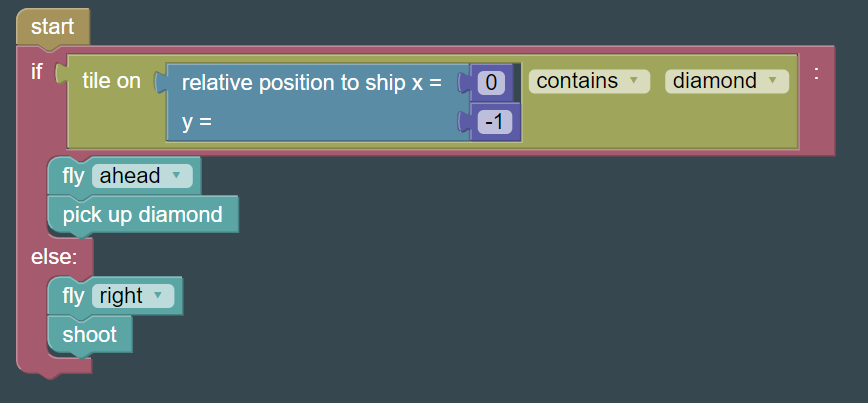 start
if tile on relative position to ship x = 0 contains diamond :
y = -1
fly ahead
pick up diamond
else:
fly right
shoot